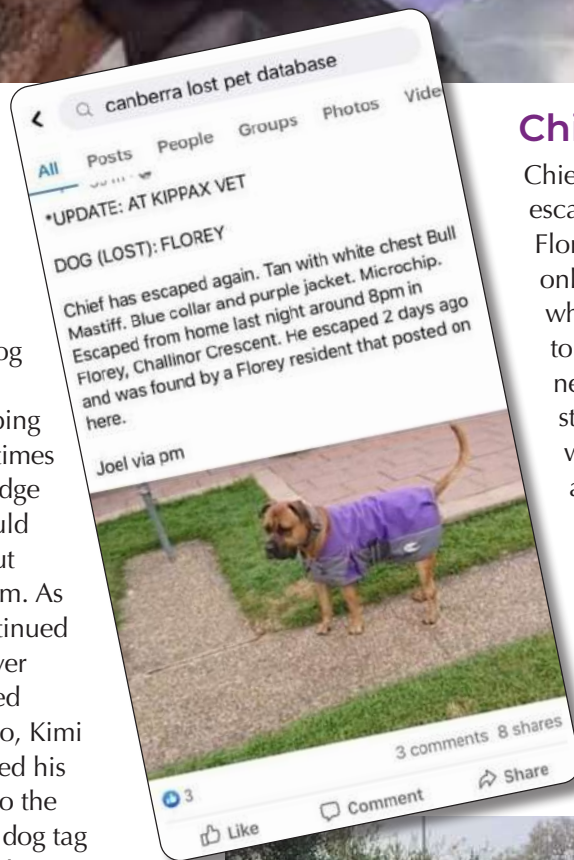 canberra lost pet database
All Posts People Groups Photos Vide
*UPDATE: AT KIPPAX VET
DOG (LOST): FLOREY
Chief has escaped again. Tan with white chest Bull
Mastiff. Blue collar and purple jacket. Microchip.
Escaped from home last night around 8pm in
Florey, Challinor Crescent. He escaped 2 days ago
and was found by a Florey resident that posted on
here.
Joel via pm
3
3 comments 8 shares
Like Comment Share
og
ping
times
dge
uld
ut
m. As
tinued
ver
ed
o, Kimi
ed his
o the
dog tag
Chi
Chie
esca
Flor
onl
wh
to
ne
st
w
a